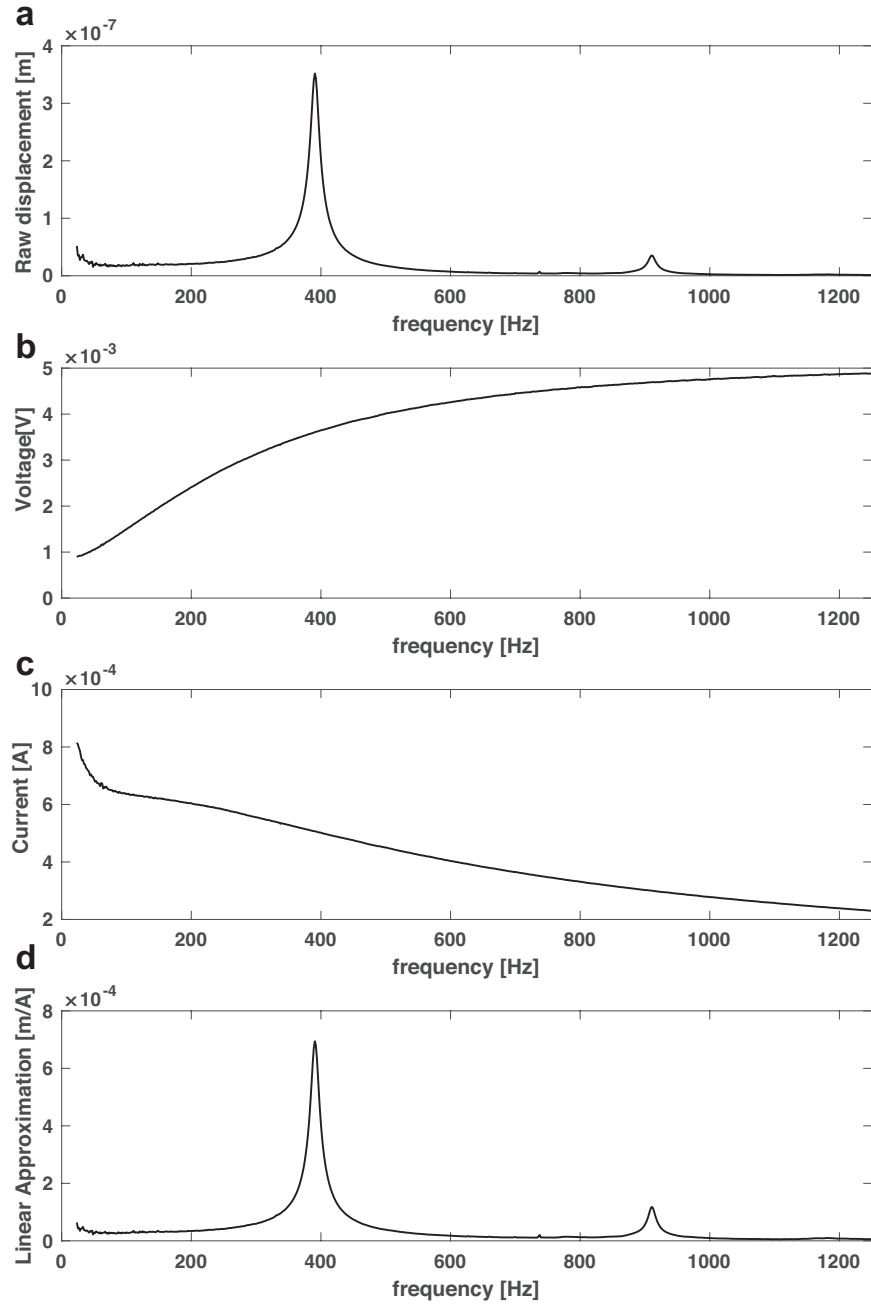 a
×10^-7
4
3
2
1
0
Raw displacement [m]
0 200 400 600 800 1000 1200
frequency [Hz]
b
×10^-3
5
4
3
2
1
0
Voltage[V]
0 200 400 600 800 1000 1200
frequency [Hz]
c
×10^-4
10
8
6
4
2
Current [A]
0 200 400 600 800 1000 1200
frequency [Hz]
d
×10^-4
8
6
4
2
0
Linear Approximation [m/A]
0 200 400 600 800 1000 1200
frequency [Hz]